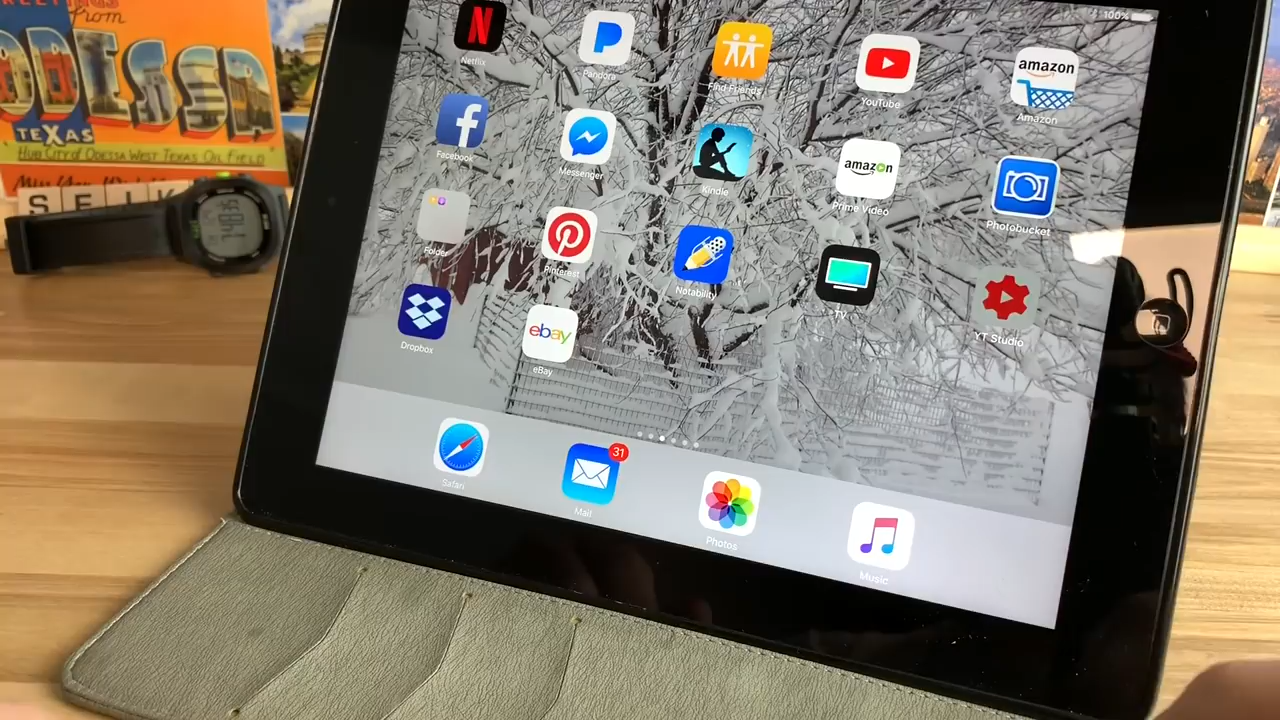 GREETINGS
from
ODESSA
TEXAS
"HUB CITY of ODESSA WEST TEXAS OIL FIELD"
SEIK
100%
Netflix
Pandora
Find Friends
YouTube
amazon
Amazon
Facebook
Messenger
Kindle
amazon
Prime Video
Photobucket
Folder
Pinterest
Notability
TV
YT Studio
Dropbox
ebay
eBay
Safari
31
Mail
Photos
Music